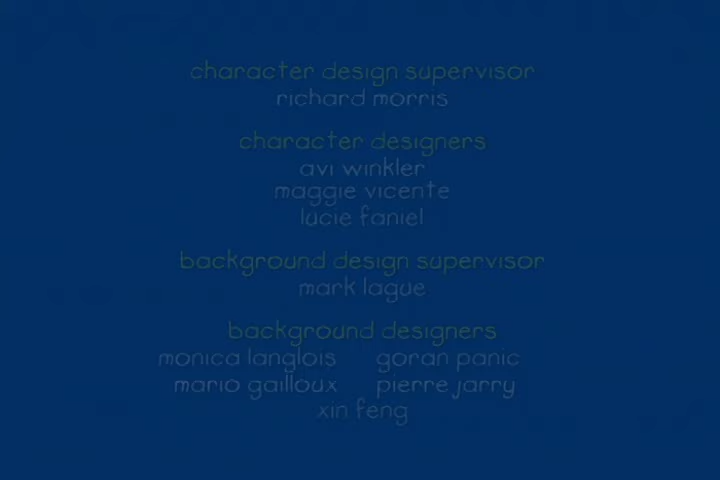 character design supervisor
richard morris
character designers
avi winkler
maggie vicente
lucie faniel
background design supervisor
mark lague
background designers
monica langlois goran panic
mario gailloux pierre jarry
xin feng